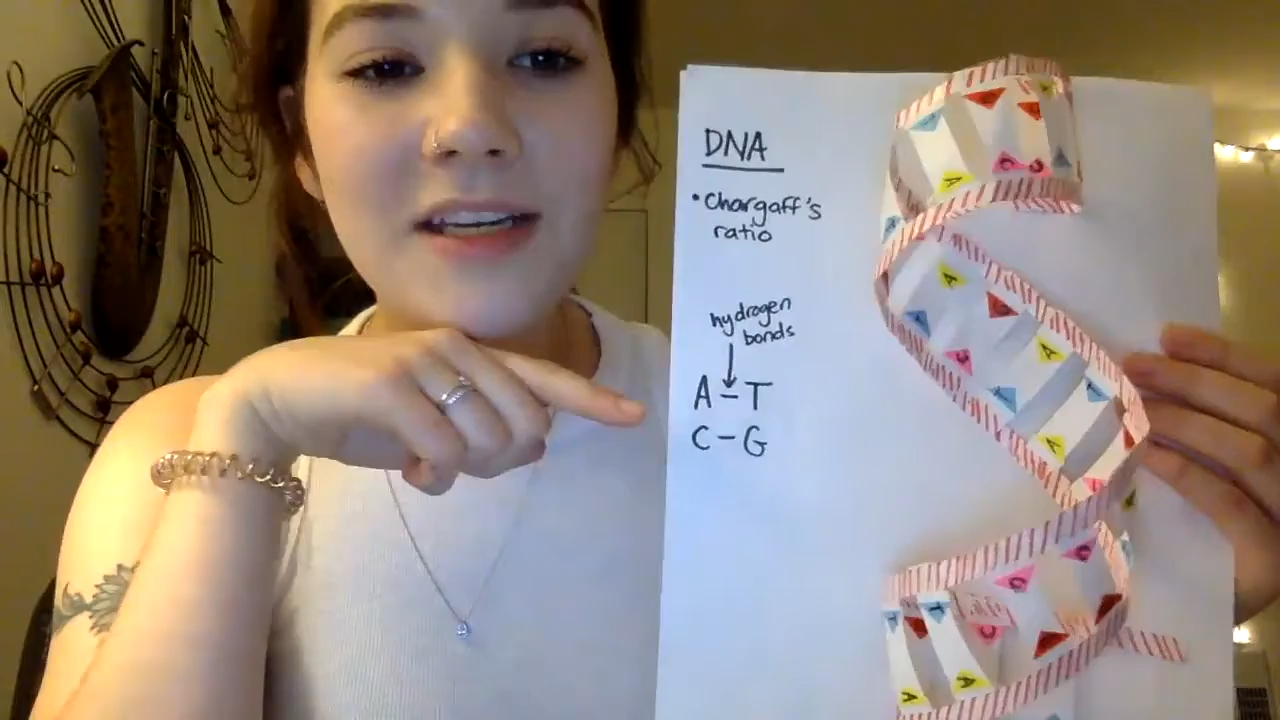 DNA
• Chargaff's
ratio
hydrogen
bonds
A - T
C - G
A
A
A
T
A
A
T
A
A